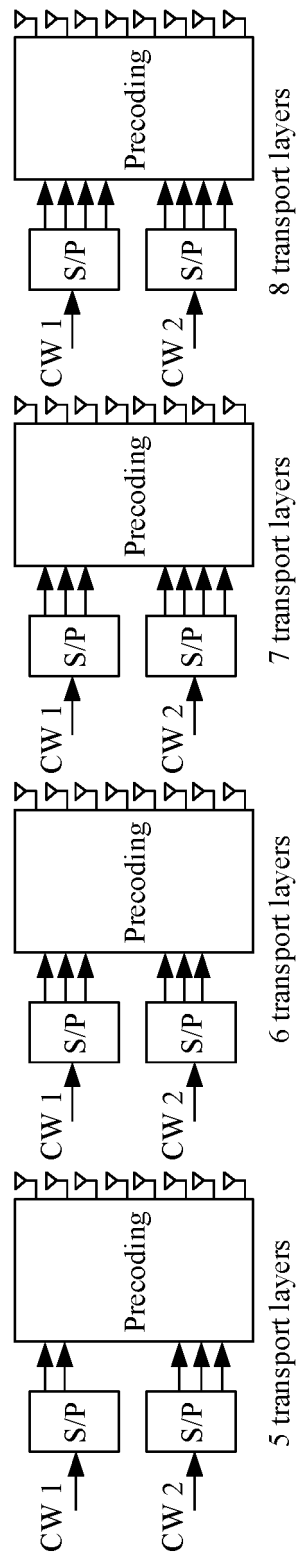 CW 1
S/P
Precoding
CW 2
S/P
5 transport layers
CW 1
S/P
Precoding
CW 2
S/P
6 transport layers
CW 1
S/P
Precoding
CW 2
S/P
7 transport layers
CW 1
S/P
Precoding
CW 2
S/P
8 transport layers